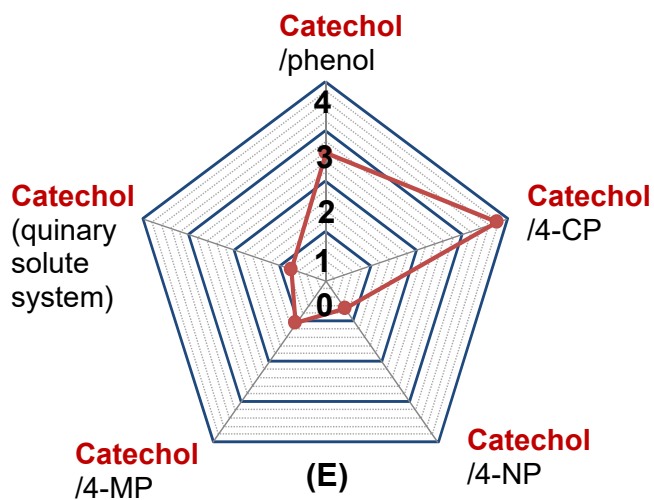 Catechol
/phenol
4
3
2
1
0
Catechol
/4-CP
Catechol
(quinary
solute
system)
Catechol
/4-MP
(E)
Catechol
/4-NP